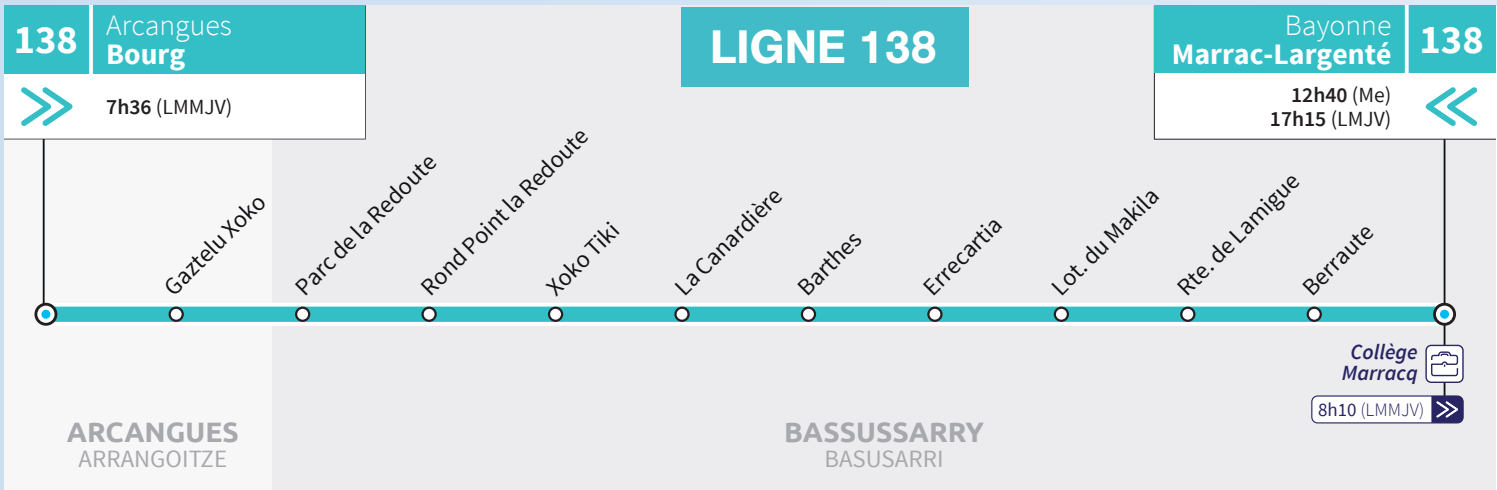 138
Arcangues
Bourg
7h36 (LMMJV)
LIGNE 138
Bayonne
Marrac-Largenté
138
12h40 (Me)
17h15 (LMJV)
Gaztelu Xoko
Parc de la Redoute
Rond Point la Redoute
Xoko Tiki
La Canardière
Barthes
Errecartia
Lot. du Makila
Rte. de Lamigue
Berraute
Collège
Marracq
8h10 (LMMJV)
ARCANGUES
ARRANGOITZE
BASSUSSARRY
BASUSARRI